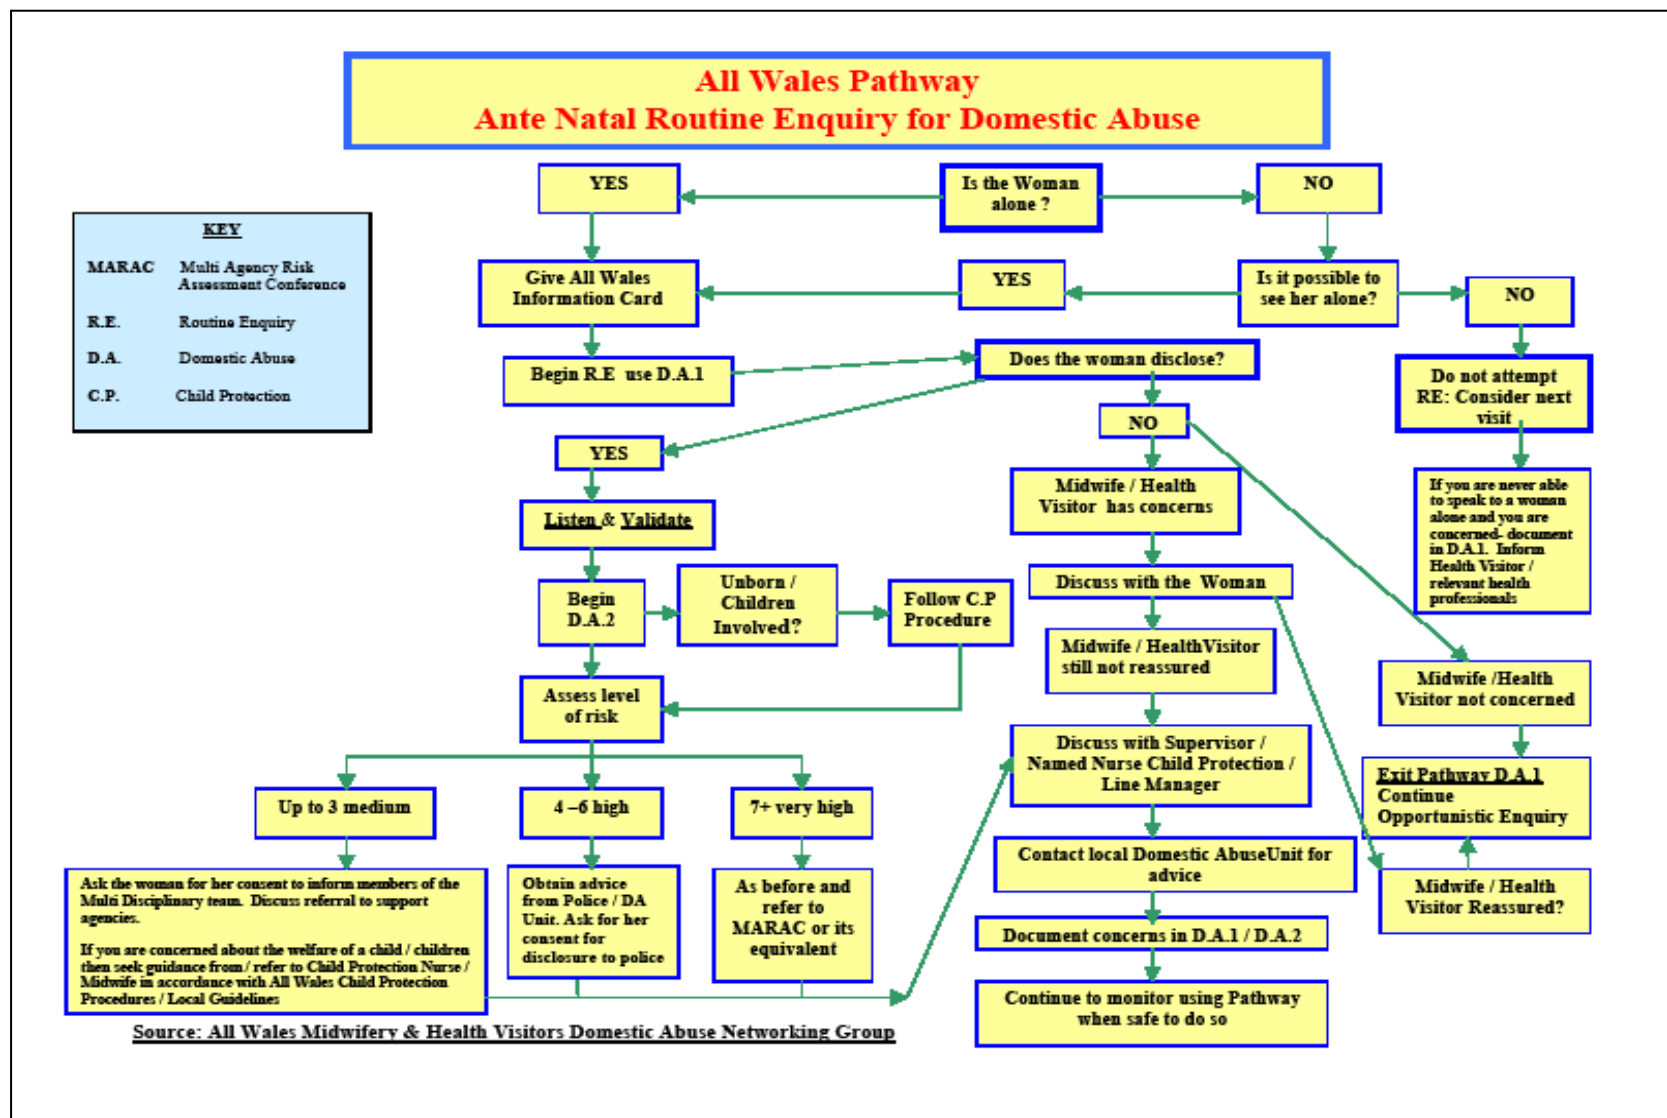 All Wales Pathway
Ante Natal Routine Enquiry for Domestic Abuse
YES
Is the Woman
alone ?
NO
KEY
MARAC Multi Agency Risk
Assessment Conference
R.E. Routine Enquiry
D.A. Domestic Abuse
C.P. Child Protection
Give All Wales
Information Card
YES
Is it possible to
see her alone?
NO
Begin R.E use D.A.1
Does the woman disclose?
Do not attempt
RE: Consider next
visit
NO
YES
Midwife / Health
Visitor has concerns
If you are never able
to speak to a woman
alone and you are
concerned- document
in D.A.1. Inform
Health Visitor /
relevant health
professionals
Listen & Validate
Begin
D.A.2
Unborn /
Children
Involved?
Follow C.P
Procedure
Discuss with the Woman
Midwife / HealthVisitor
still not reassured
Midwife /Health
Visitor not concerned
Assess level
of risk
Discuss with Supervisor /
Named Nurse Child Protection /
Line Manager
Exit Pathway D.A.1
Continue
Opportunistic Enquiry
Up to 3 medium
4 –6 high
7+ very high
Contact local Domestic AbuseUnit for
advice
Midwife / Health
Visitor Reassured?
Ask the woman for her consent to inform members of the
Multi Disciplinary team. Discuss referral to support
agencies.
If you are concerned about the welfare of a child / children
then seek guidance from / refer to Child Protection Nurse /
Midwife in accordance with All Wales Child Protection
Procedures / Local Guidelines
Obtain advice
from Police / DA
Unit. Ask for her
consent for
disclosure to police
As before and
refer to
MARAC or its
equivalent
Document concerns in D.A.1 / D.A.2
Continue to monitor using Pathway
when safe to do so
Source: All Wales Midwifery & Health Visitors Domestic Abuse Networking Group